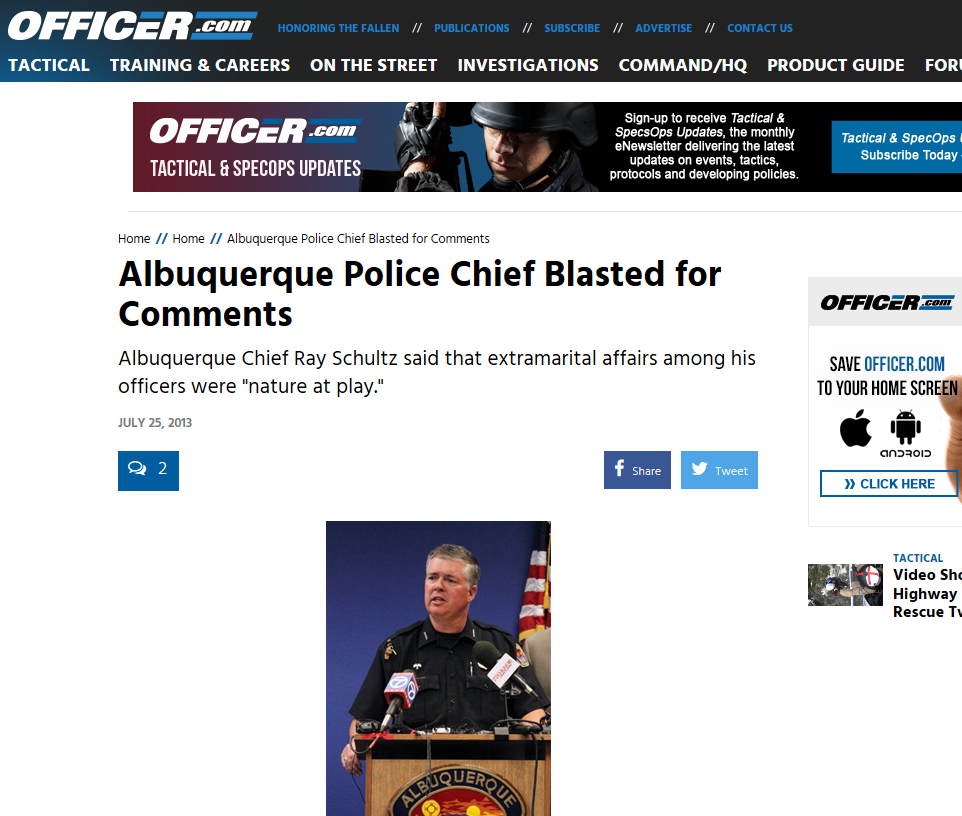 OFFICER.com
HONORING THE FALLEN // PUBLICATIONS // SUBSCRIBE // ADVERTISE // CONTACT US
TACTICAL TRAINING & CAREERS ON THE STREET INVESTIGATIONS COMMAND/HQ PRODUCT GUIDE FORU
OFFICER.com
TACTICAL & SPECOPS UPDATES
Sign-up to receive Tactical &
SpecsOps Updates, the monthly
eNewsletter delivering the latest
updates on events, tactics,
protocols and developing policies.
Tactical & SpecOps U
Subscribe Today
Home // Home // Albuquerque Police Chief Blasted for Comments
Albuquerque Police Chief Blasted for
Comments
Albuquerque Chief Ray Schultz said that extramarital affairs among his
officers were "nature at play."
JULY 25, 2013
2
Share
Tweet
ALBUQUERQUE
OFFICER.com
SAVE OFFICER.COM
TO YOUR HOME SCREEN
ANDROID
» CLICK HERE
TACTICAL
Video Sho
Highway
Rescue Tw